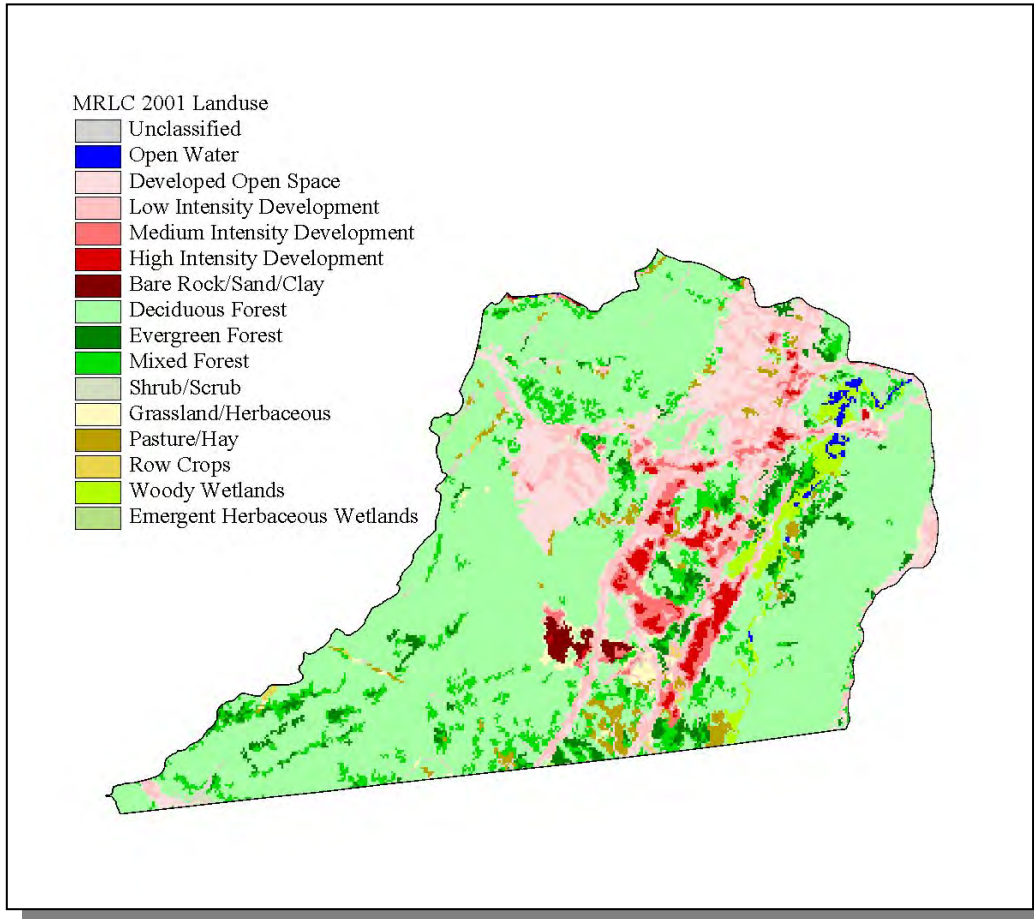 MRLC 2001 Landuse
Unclassified
Open Water
Developed Open Space
Low Intensity Development
Medium Intensity Development
High Intensity Development
Bare Rock/Sand/Clay
Deciduous Forest
Evergreen Forest
Mixed Forest
Shrub/Scrub
Grassland/Herbaceous
Pasture/Hay
Row Crops
Woody Wetlands
Emergent Herbaceous Wetlands